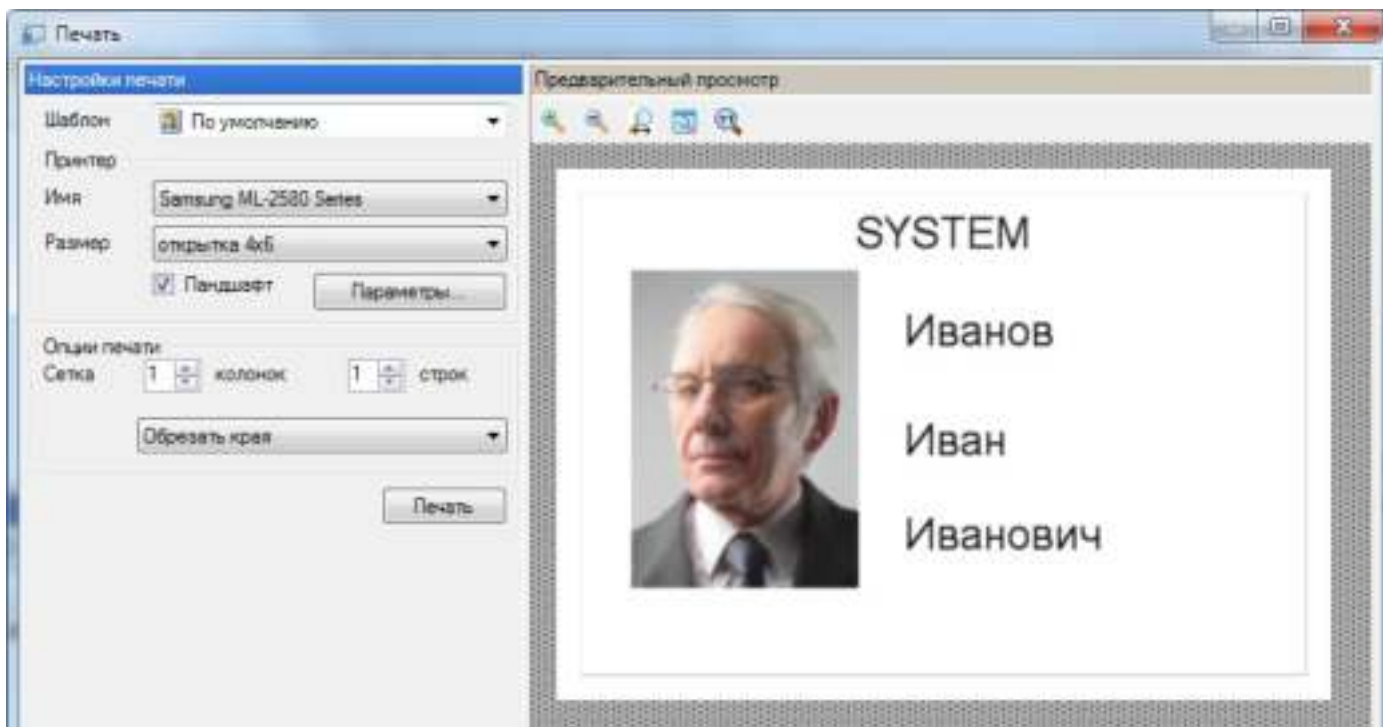 Печать
Настройки печати
Шаблон По умолчанию
Принтер
Имя Samsung ML-2580 Series
Размер открытка 4x6
Ландшафт Параметры...
Опции печати
Сетка 1 колонок 1 строк
Обрезать края
Печать
Предварительный просмотр
SYSTEM
Иванов
Иван
Иванович